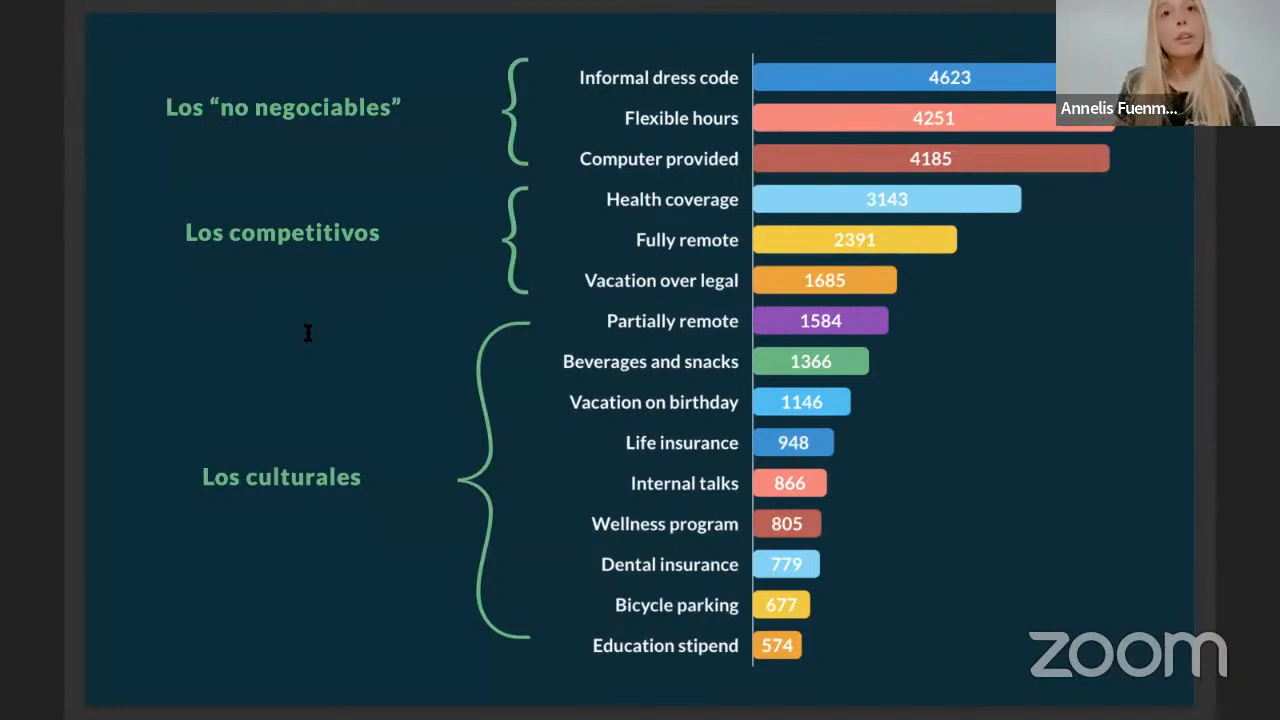 Los “no negociables”
Informal dress code 4623
Flexible hours 4251
Computer provided 4185
Los competitivos
Health coverage 3143
Fully remote 2391
Vacation over legal 1685
Los culturales
Partially remote 1584
Beverages and snacks 1366
Vacation on birthday 1146
Life insurance 948
Internal talks 866
Wellness program 805
Dental insurance 779
Bicycle parking 677
Education stipend 574
Annelis Fuenm...
zoom